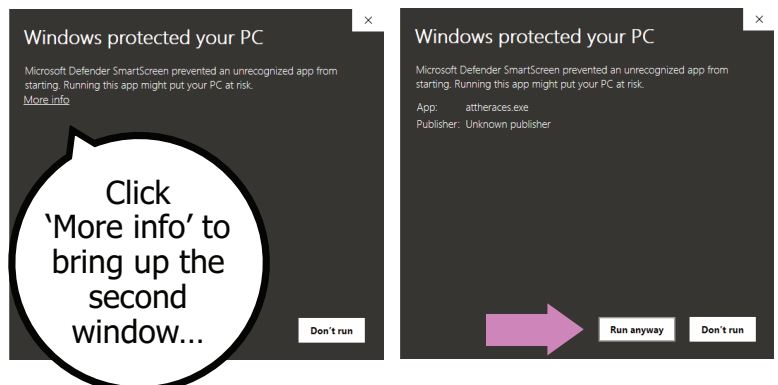 Windows protected your PC
Microsoft Defender SmartScreen prevented an unrecognized app from
starting. Running this app might put your PC at risk.
More info
Click
‘More info’ to
bring up the
second
window...
Don't run
Windows protected your PC
Microsoft Defender SmartScreen prevented an unrecognized app from
starting. Running this app might put your PC at risk.
App: attheraces.exe
Publisher: Unknown publisher
Run anyway Don't run